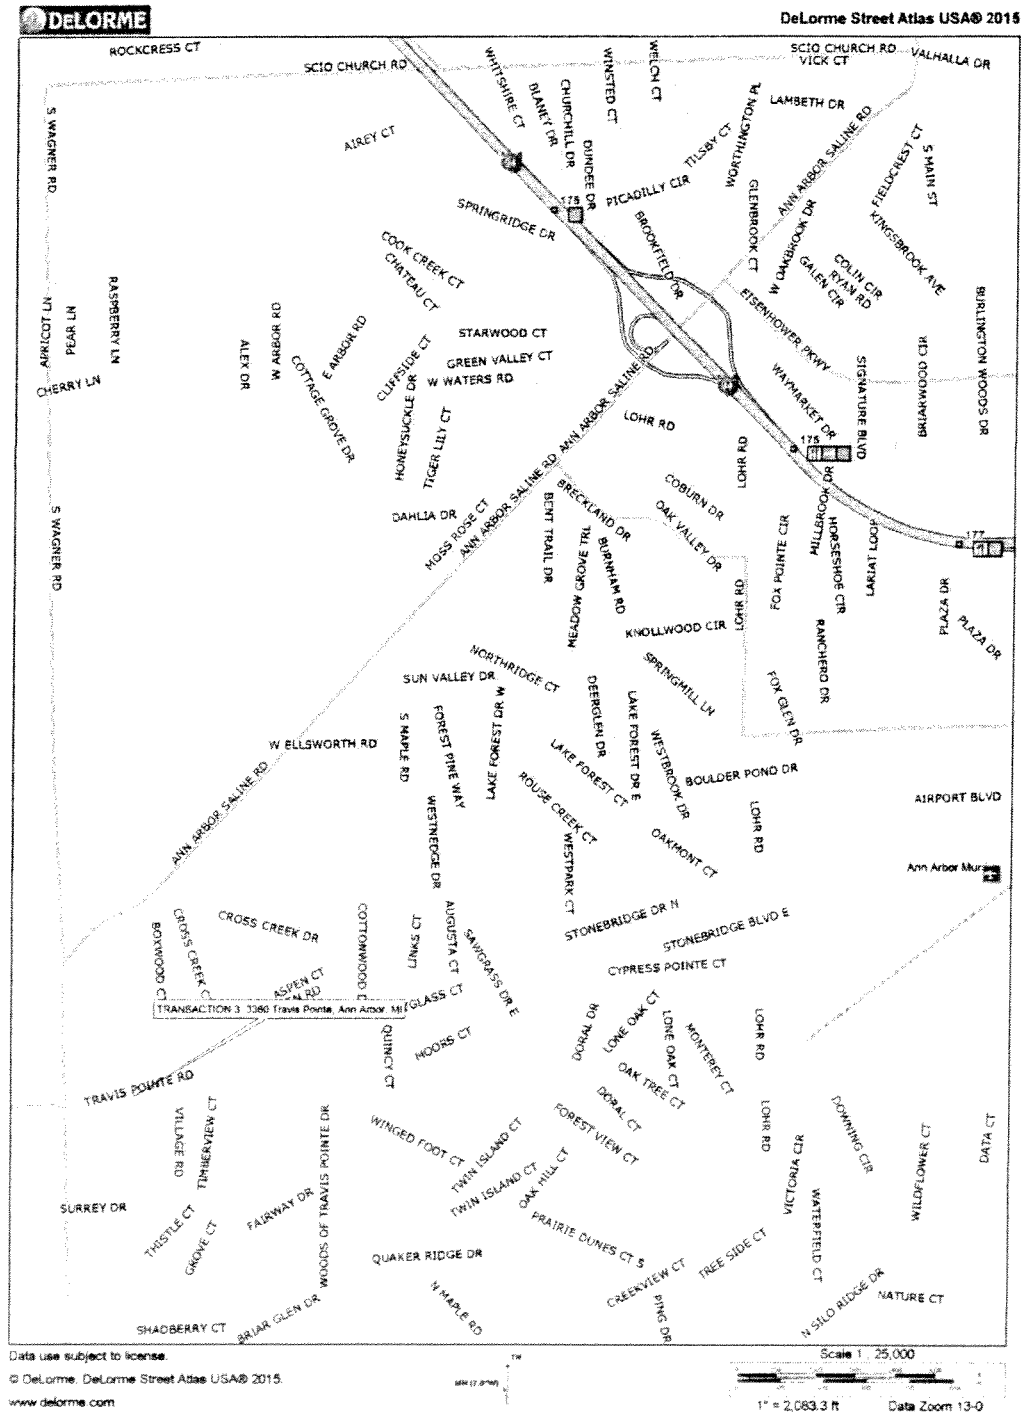 DELORME
DeLorme Street Atlas USA® 2015
ROCKCRESS CT
SCIO CHURCH RD
SCIO CHURCH RD
VICK CT
VALHALLA DR
WHITSHIRE CT
BLANEY DR
CHURCHILL DR
WINSTED CT
WELCH CT
LAMBETH DR
S WAGNER RD
AIREY CT
DUNDEE DR
TILSBY CT
WORTHINGTON PL
ANN ARBOR SALINE RD
FIELDCREST CT
S MAIN ST
175
PICADILLY CIR
SPRINGRIDGE DR
BROOKFIELD DR
GLENBROOK CT
W OAKBROOK DR
KINGSBROOK AVE
COOK CREEK CT
CHATEAU CT
COLIN CIR
RYAN RD
GALEN CIR
APRICOT LN
PEAR LN
RASPBERRY LN
ALEX DR
W ARBOR RD
E ARBOR RD
COTTAGE GROVE DR
CLIFFSIDE CT
STARWOOD CT
GREEN VALLEY CT
W WATERS RD
EISENHOWER PKWY
BURLINGTON WOODS DR
CHERRY LN
HONEYSUCKLE DR
TIGER LILY CT
ANN ARBOR SALINE RD
LOHR RD
WAYMARKET DR
SIGNATURE BLVD
BRIARWOOD CIR
LOHR RD
175
S WAGNER RD
DAHLIA DR
MOSS ROSE CT
ANN ARBOR SALINE RD
BRECKLAND DR
COBURN DR
OAK VALLEY DR
BENT TRAIL DR
MEADOW GROVE TRL
BURNHAM RD
FOX POINTE CIR
MILLBROOK DR
HORSESHOE CIR
LARIAT LOOP
177
LOHR RD
KNOLLWOOD CIR
RANCHERO DR
PLAZA DR
PLAZA DR
NORTHRIDGE CT
SUN VALLEY DR
SPRINGMILL LN
FOX GLEN DR
DEERGLEN DR
LAKE FOREST DR E
WESTBROOK DR
W ELLSWORTH RD
S MAPLE RD
FOREST PINE WAY
LAKE FOREST DR W
LAKE FOREST CT
ROUSE CREEK CT
BOULDER POND DR
AIRPORT BLVD
ANN ARBOR SALINE RD
WESTNEDGE DR
WESTPARK CT
OAKMONT CT
LOHR RD
Ann Arbor Mun
BOXWOOD CT
CROSS CREEK C
CROSS CREEK DR
COTTONWOOD
LINKS CT
AUGUSTA CT
SAWGRASS DR E
STONEBRIDGE DR N
STONEBRIDGE BLVD E
CYPRESS POINTE CT
ASPEN CT
N RD
GLASS CT
TRANSACTION 3 3360 Travis Pointe, Ann Arbor, MI
QUINCY CT
MOORS CT
DORAL DR
LONE OAK CT
LONE OAK CT
MONTEREY CT
LOHR RD
TRAVIS POINTE RD
OAK TREE CT
DORAL CT
FOREST VIEW CT
VILLAGE RD
TIMBERVIEW CT
WINGED FOOT CT
TWIN ISLAND CT
TWIN ISLAND CT
OAK HILL CT
LOHR RD
VICTORIA CIR
DOWNING CIR
WILDFLOWER CT
DATA CT
SURREY DR
THISTLE CT
GROVE CT
FAIRWAY DR
WOODS OF TRAVIS POINTE DR
PRAIRIE DUNES CT S
WATERFIELD CT
QUAKER RIDGE DR
CREEKVIEW CT
TREE SIDE CT
N MAPLE RD
PING DR
N SILO RIDGE DR
NATURE CT
SHADBERRY CT
BRIAR GLEN DR
Data use subject to license.
© DeLorme. DeLorme Street Atlas USA® 2015.
www.delorme.com
Scale 1 : 25,000
1" = 2,083.3 ft
Data Zoom 13-0